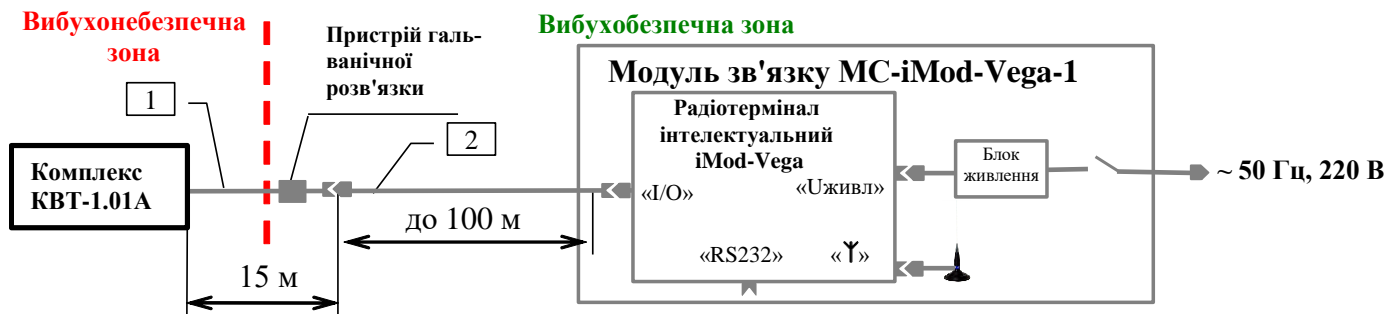 Вибухонебезпечна
зона
Пристрій галь-
ванічної
розв'язки
Вибухобезпечна зона
Модуль зв'язку MC-iMod-Vega-1
1
2
Комплекс
КВТ-1.01А
Радіотермінал
інтелектуальний
iMod-Vega
«Uживл»
«I/O»
«RS232»
Блок
живлення
~ 50 Гц, 220 В
до 100 м
15 м